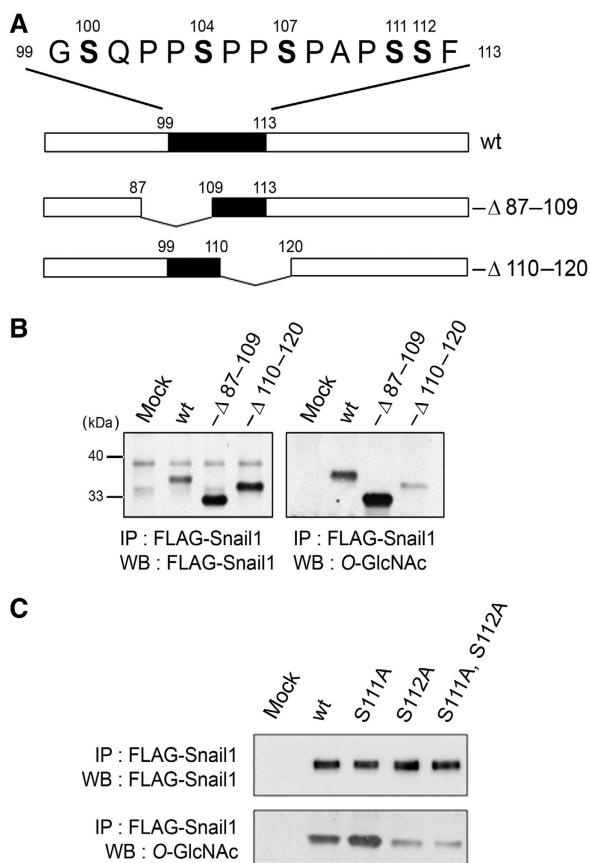 A
100 104 107 111 112
99 GSQPPSPPSPAPSSF 113
99 113
wt
87 109 113
–Δ 87–109
99 110 120
–Δ 110–120
B
Mock wt –Δ 87–109 –Δ 110–120
Mock wt –Δ 87–109 –Δ 110–120
(kDa)
40
33
IP : FLAG-Snail1
WB : FLAG-Snail1
IP : FLAG-Snail1
WB : O-GlcNAc
C
Mock wt S111A S112A S111A, S112A
IP : FLAG-Snail1
WB : FLAG-Snail1
IP : FLAG-Snail1
WB : O-GlcNAc